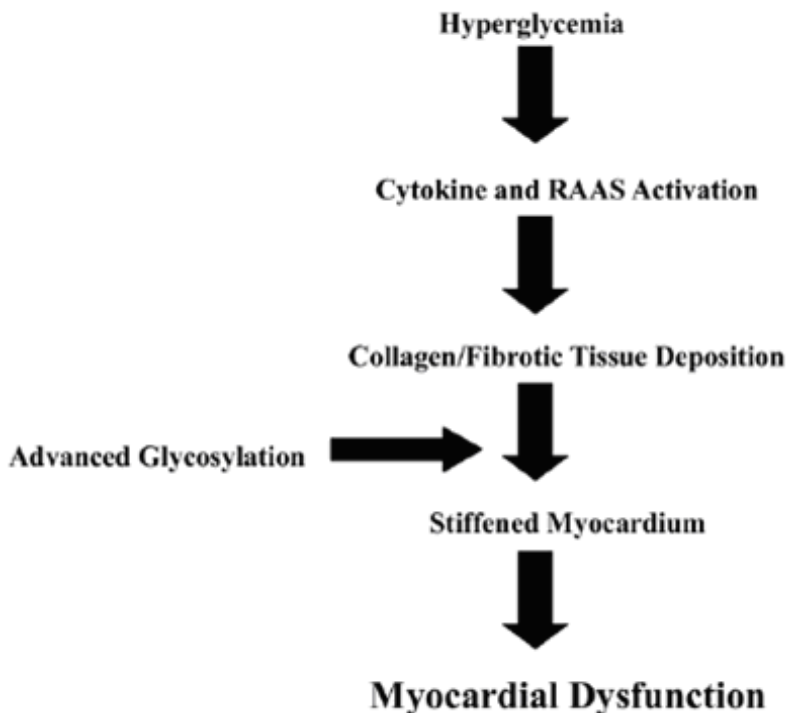 Hyperglycemia
Cytokine and RAAS Activation
Collagen/Fibrotic Tissue Deposition
Advanced Glycosylation
Stiffened Myocardium
Myocardial Dysfunction